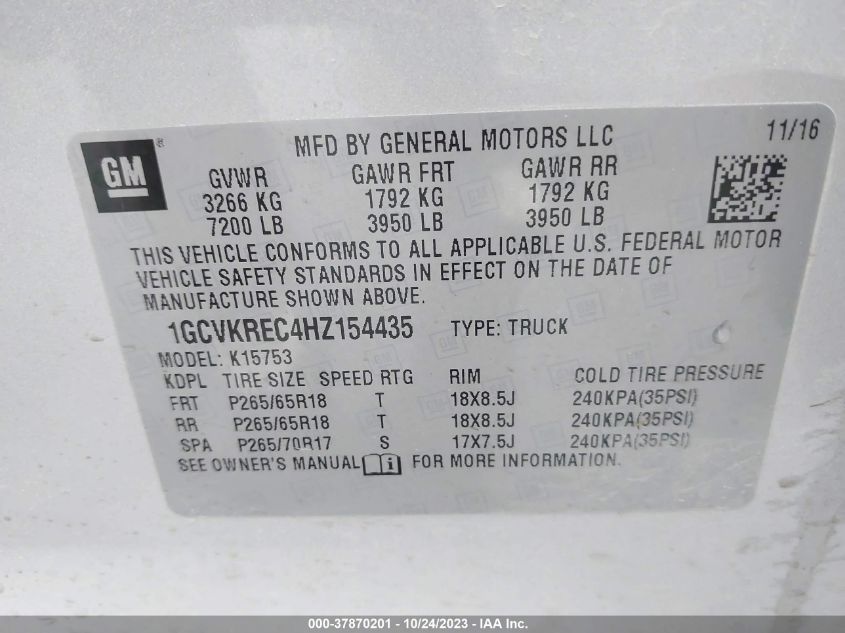 GM ®
MFD BY GENERAL MOTORS LLC 11/16
GVWR GAWR FRT GAWR RR
3266 KG 1792 KG 1792 KG
7200 LB 3950 LB 3950 LB
THIS VEHICLE CONFORMS TO ALL APPLICABLE U.S. FEDERAL MOTOR
VEHICLE SAFETY STANDARDS IN EFFECT ON THE DATE OF
MANUFACTURE SHOWN ABOVE.
1GCVKREC4HZ154435 TYPE: TRUCK
MODEL: K15753
KDPL TIRE SIZE SPEED RTG RIM COLD TIRE PRESSURE
FRT P265/65R18 T 18X8.5J 240KPA(35PSI)
RR P265/65R18 T 18X8.5J 240KPA(35PSI)
SPA P265/70R17 S 17X7.5J 240KPA(35PSI)
SEE OWNER'S MANUAL i FOR MORE INFORMATION.
000-37870201 - 10/24/2023 - IAA Inc.